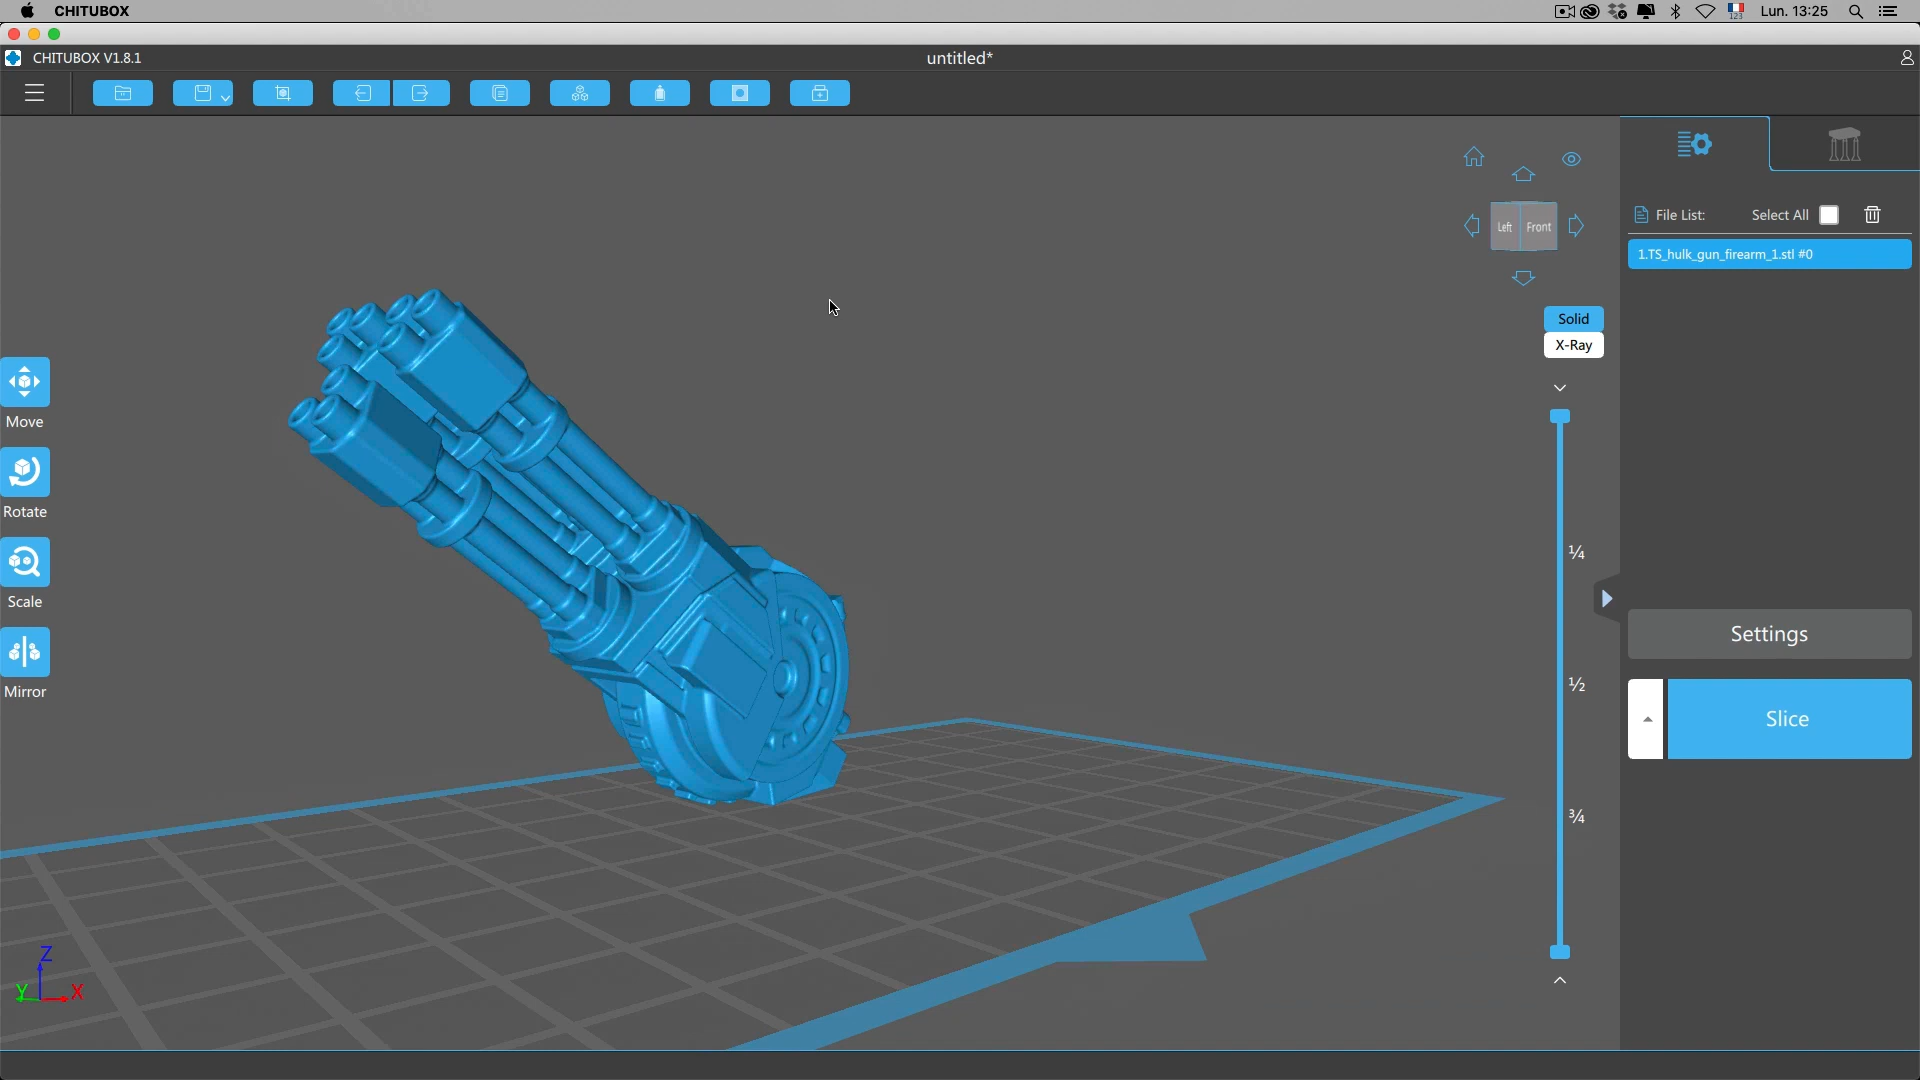 CHITUBOX
123
Lun. 13:25
CHITUBOX V1.8.1
untitled*
File List:
Select All
1.TS_hulk_gun_firearm_1.stl #0
Left
Front
Solid
X-Ray
Move
Rotate
Scale
Mirror
¼
½
¾
Settings
Slice
Z
Y
X